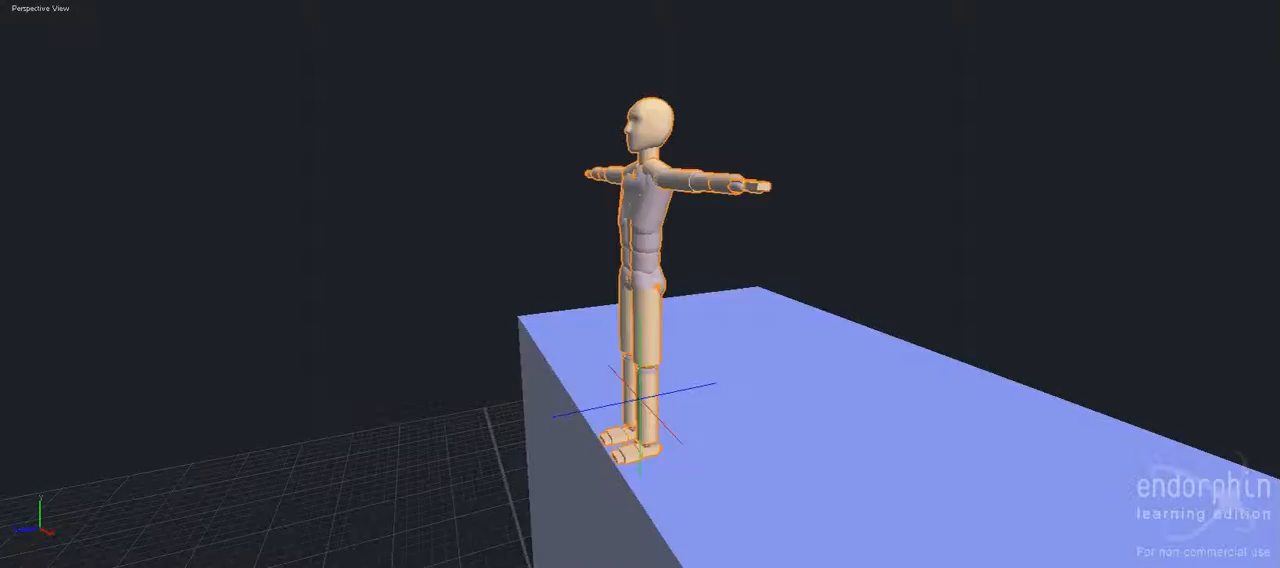 Perspective View
endorphin
learning edition
For non commercial use